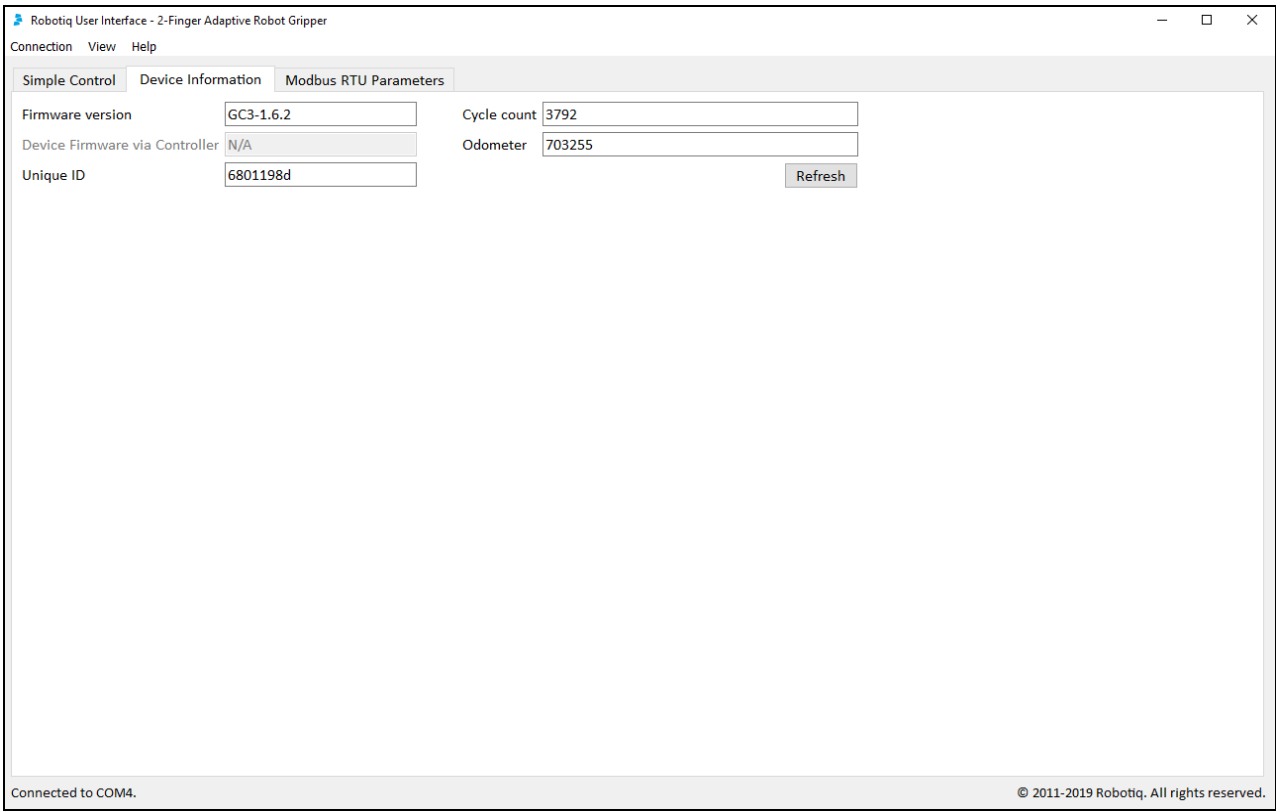 Robotiq User Interface - 2-Finger Adaptive Robot Gripper
Connection View Help
Simple Control Device Information Modbus RTU Parameters
Firmware version GC3-1.6.2 Cycle count 3792
Device Firmware via Controller N/A Odometer 703255
Unique ID 6801198d Refresh
Connected to COM4. © 2011-2019 Robotiq. All rights reserved.